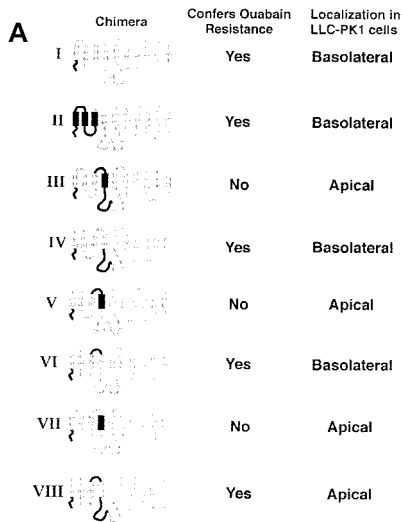 A
Chimera
Confers Ouabain
Resistance
Localization in
LLC-PK1 cells
I Yes Basolateral
II Yes Basolateral
III No Apical
IV Yes Basolateral
V No Apical
VI Yes Basolateral
VII No Apical
VIII Yes Apical